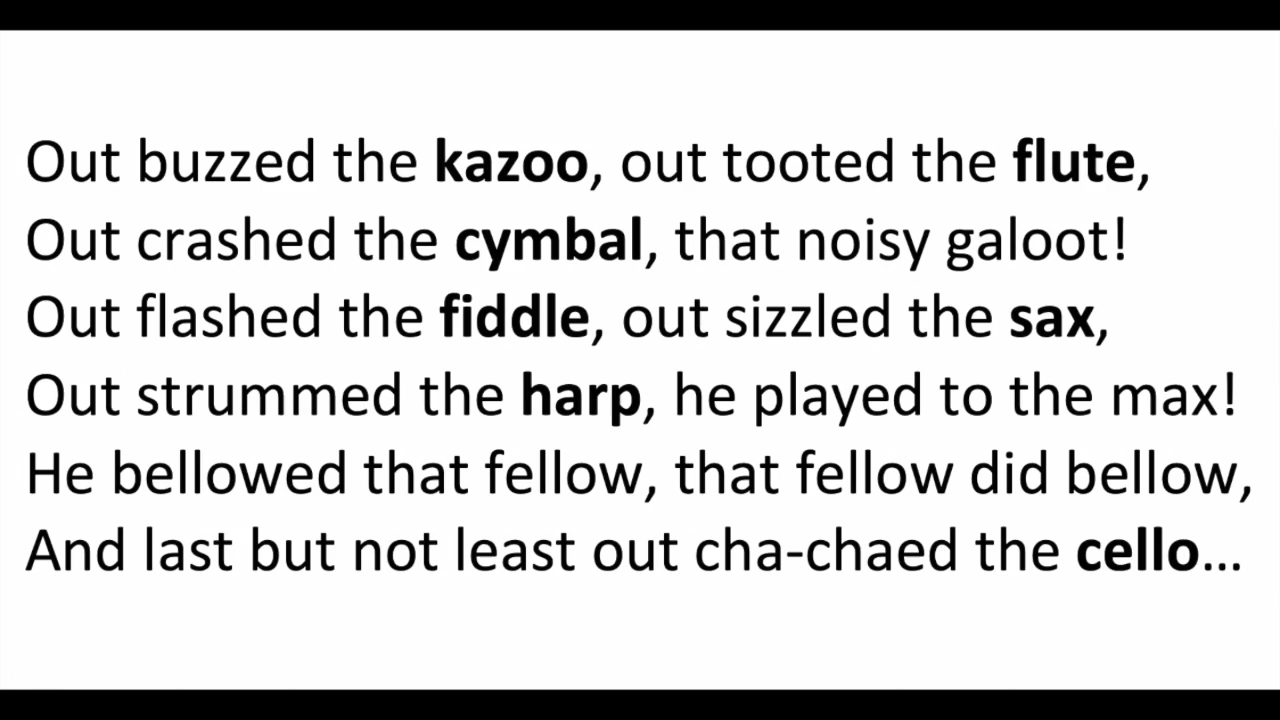 Out buzzed the kazoo, out tooted the flute,
Out crashed the cymbal, that noisy galoot!
Out flashed the fiddle, out sizzled the sax,
Out strummed the harp, he played to the max!
He bellowed that fellow, that fellow did bellow,
And last but not least out cha-chaed the cello...